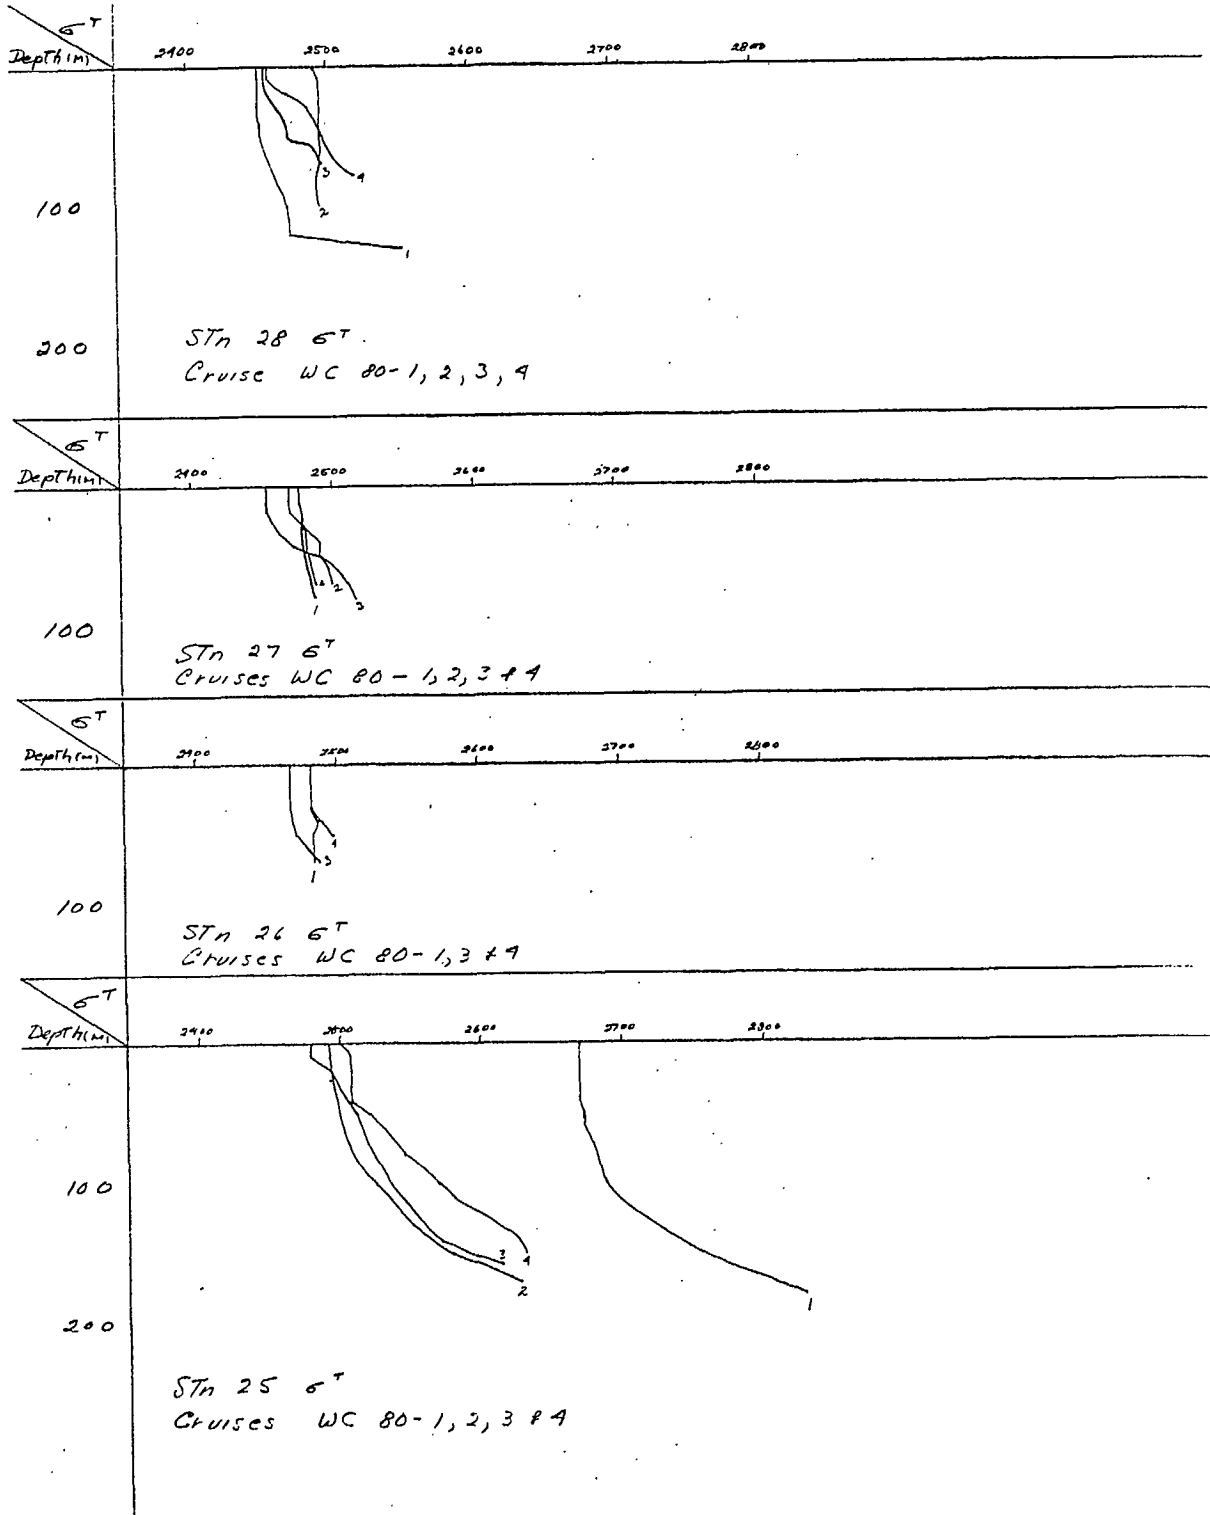 σᵀ
Depth(M) 2400 2500 2600 2700 2800
3 4
100 2
1
200
STn 28 σᵀ
Cruise WC 80-1, 2, 3, 4
σᵀ
Depth(M) 2400 2500 2600 2700 2800
4 2
1 3
100
STn 27 σᵀ
Cruises WC 80-1, 2, 3 & 4
σᵀ
Depth(M) 2400 2500 2600 2700 2800
4
3
1
100
STn 26 σᵀ
Cruises WC 80-1, 3 & 4
σᵀ
Depth(M) 2400 2500 2600 2700 2800
100
3 4
2
1
200
STn 25 σᵀ
Cruises WC 80-1, 2, 3 & 4